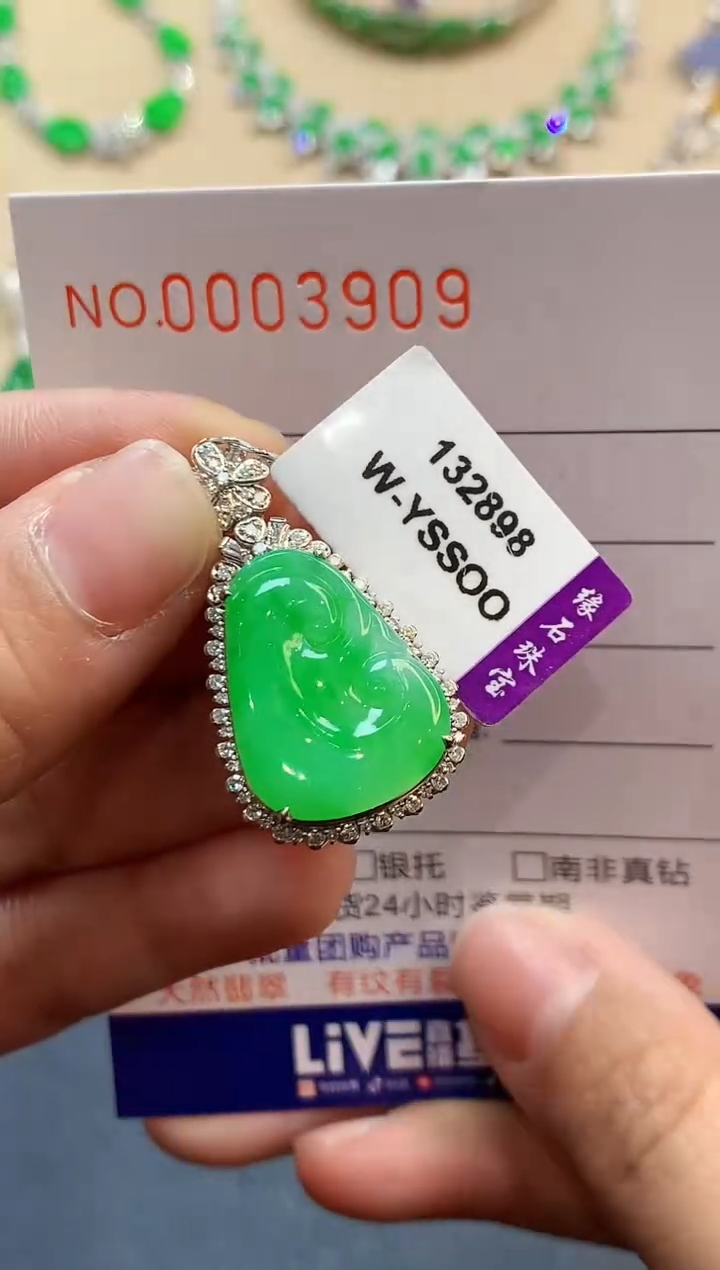 NO.0003909
132898
W-YSSOO
缘石珠宝
银托 南非真钻
24小时
团购产品
天然翡翠 有纹有
LiVE